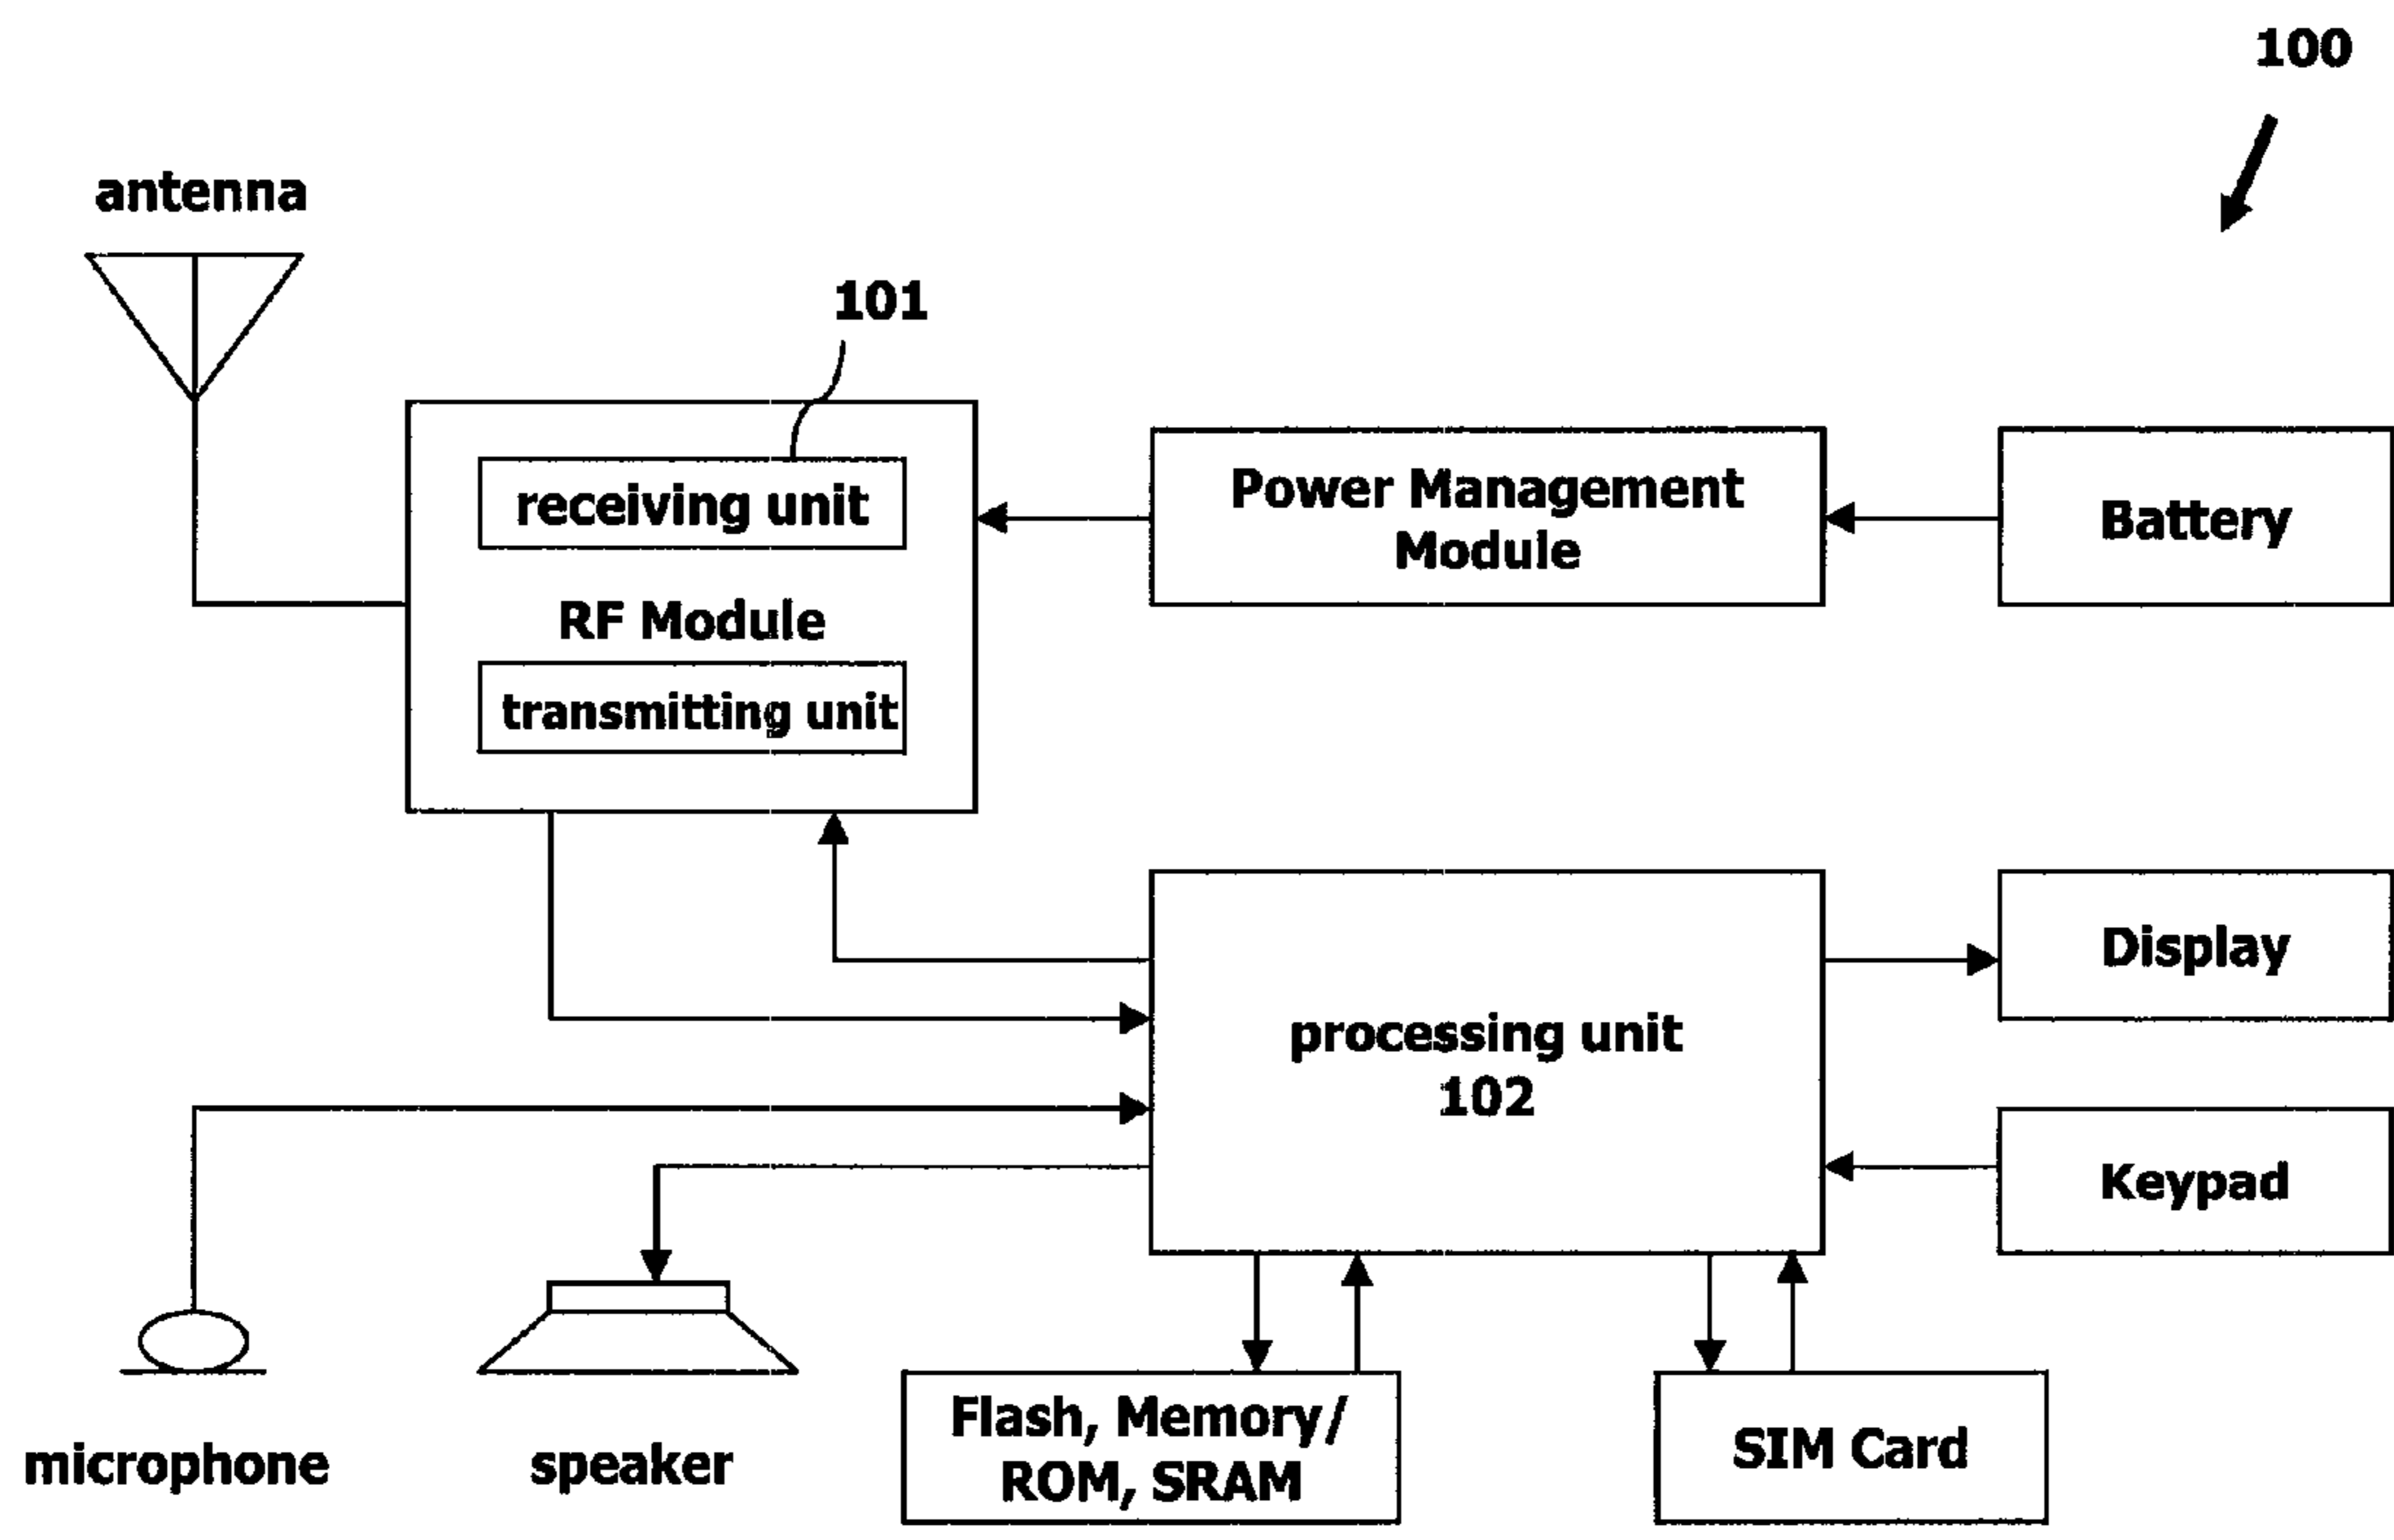 100
antenna
101
receiving unit
RF Module
transmitting unit
Power Management
Module
Battery
processing unit
102
Display
Keypad
microphone
speaker
Flash, Memory/
ROM, SRAM
SIM Card